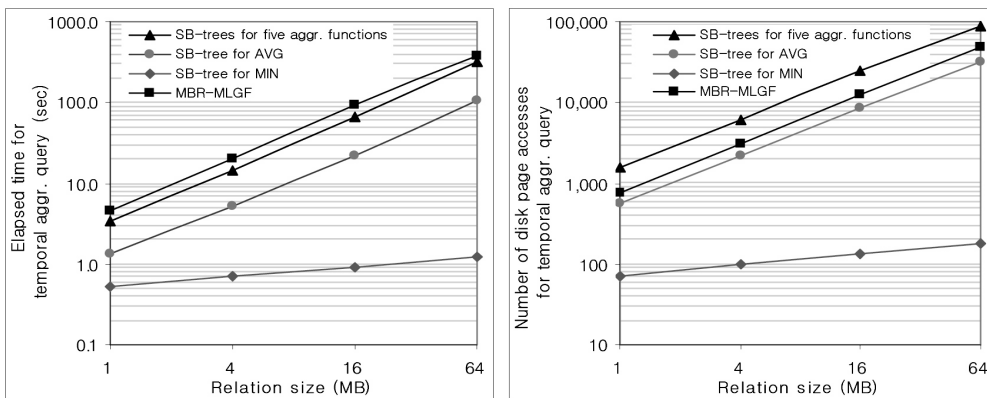 1000.0
100.0
10.0
1.0
0.1
Elapsed time for
temporal aggr. query (sec)
SB-trees for five aggr. functions
SB-tree for AVG
SB-tree for MIN
MBR-MLGF
1 4 16 64
Relation size (MB)
100,000
10,000
1,000
100
10
Number of disk page accesses
for temporal aggr. query
SB-trees for five aggr. functions
SB-tree for AVG
SB-tree for MIN
MBR-MLGF
1 4 16 64
Relation size (MB)